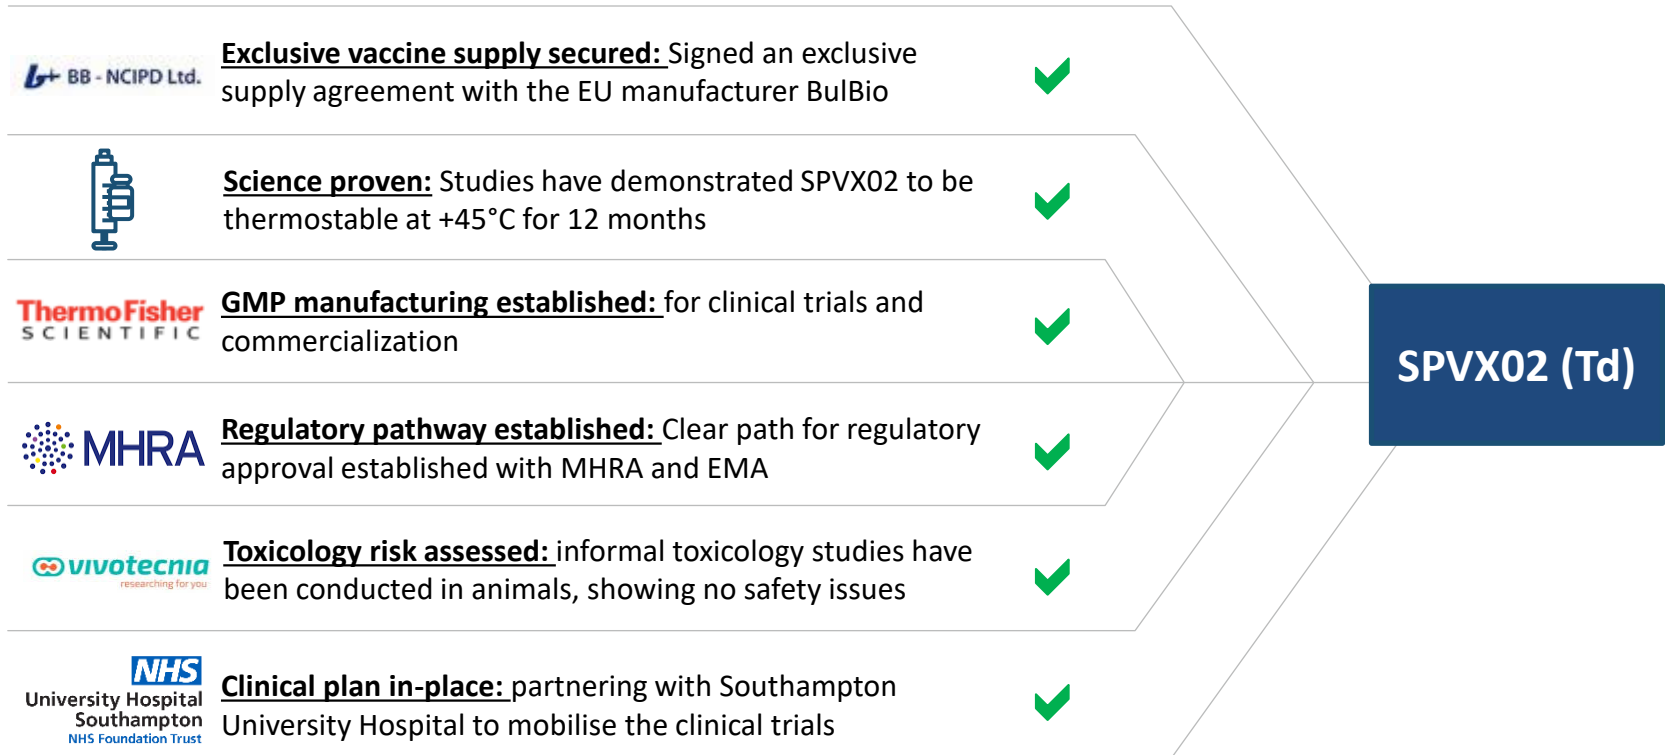 BB - NCIPD Ltd.
Exclusive vaccine supply secured: Signed an exclusive
supply agreement with the EU manufacturer BulBio
Science proven: Studies have demonstrated SPVX02 to be
thermostable at +45°C for 12 months
ThermoFisher
SCIENTIFIC
GMP manufacturing established: for clinical trials and
commercialization
MHRA
Regulatory pathway established: Clear path for regulatory
approval established with MHRA and EMA
vivotecnia
researching for you
Toxicology risk assessed: informal toxicology studies have
been conducted in animals, showing no safety issues
NHS
University Hospital
Southampton
NHS Foundation Trust
Clinical plan in-place: partnering with Southampton
University Hospital to mobilise the clinical trials
SPVX02 (Td)